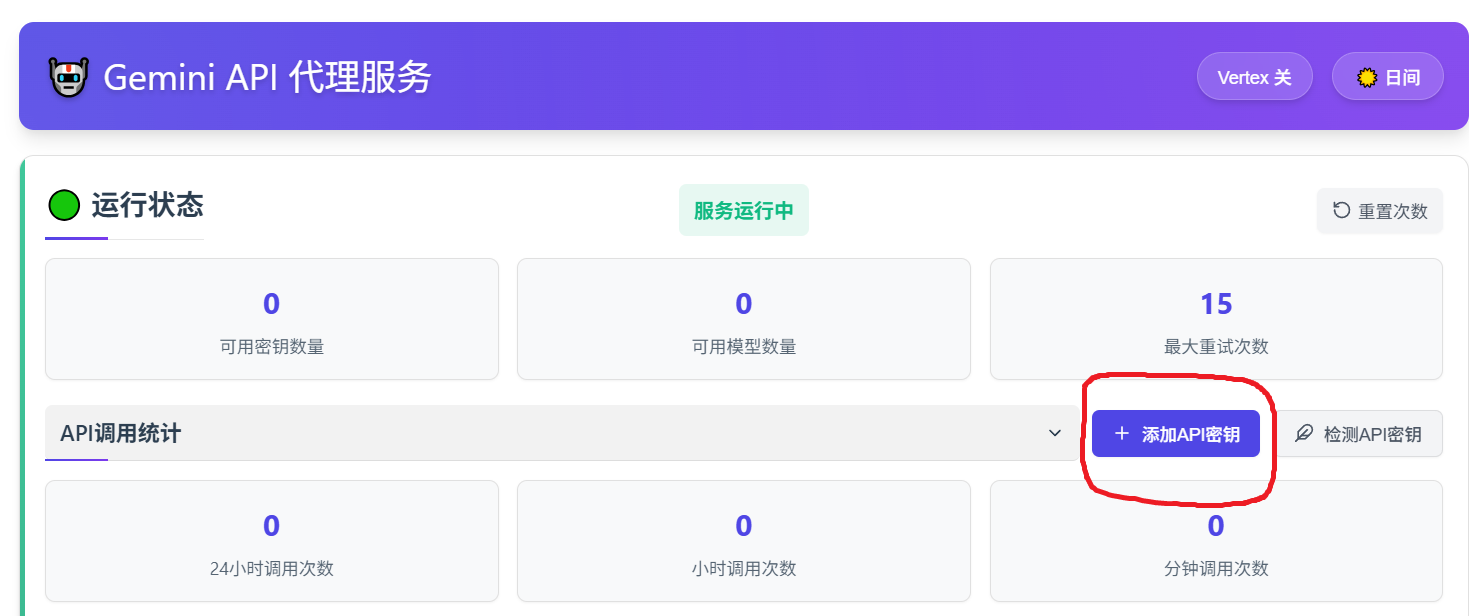 Gemini API 代理服务
Vertex 关
日间
运行状态
服务运行中
重置次数
0
可用密钥数量
0
可用模型数量
15
最大重试次数
API调用统计
添加API密钥
检测API密钥
0
24小时调用次数
0
小时调用次数
0
分钟调用次数